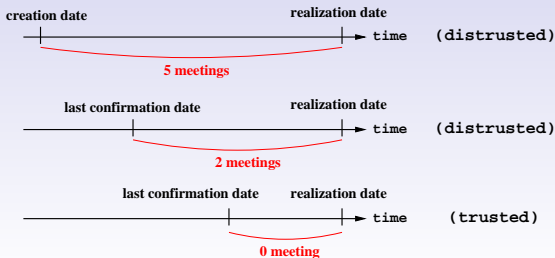 creation date realization date
time (distrusted)
5 meetings
last confirmation date realization date
time (distrusted)
2 meetings
last confirmation date realization date
time (trusted)
0 meeting